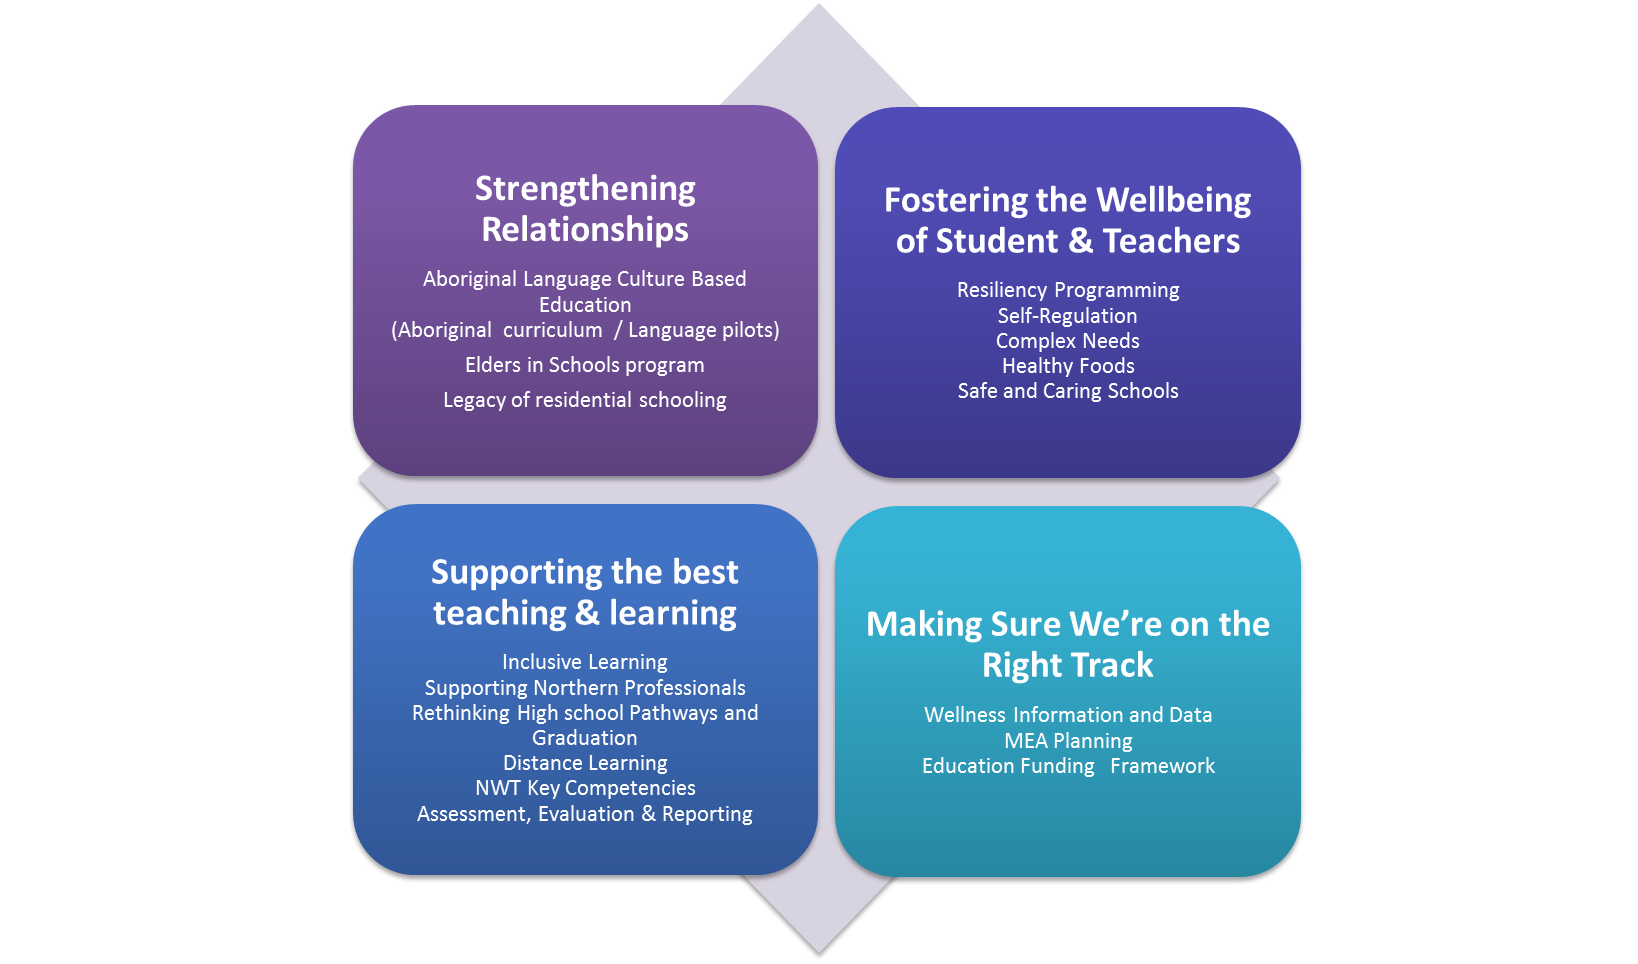 Strengthening
Relationships
Aboriginal Language Culture Based
Education
(Aboriginal  curriculum  / Language pilots)
Elders in Schools program
Legacy of residential schooling
Fostering the Wellbeing
of Student & Teachers
Resiliency Programming
Self-Regulation
Complex Needs
Healthy Foods
Safe and Caring Schools
Supporting the best
teaching & learning
Inclusive Learning
Supporting Northern Professionals
Rethinking High school Pathways and
Graduation
Distance Learning
NWT Key Competencies
Assessment, Evaluation & Reporting
Making Sure We’re on the
Right Track
Wellness Information and Data
MEA Planning
Education Funding  Framework